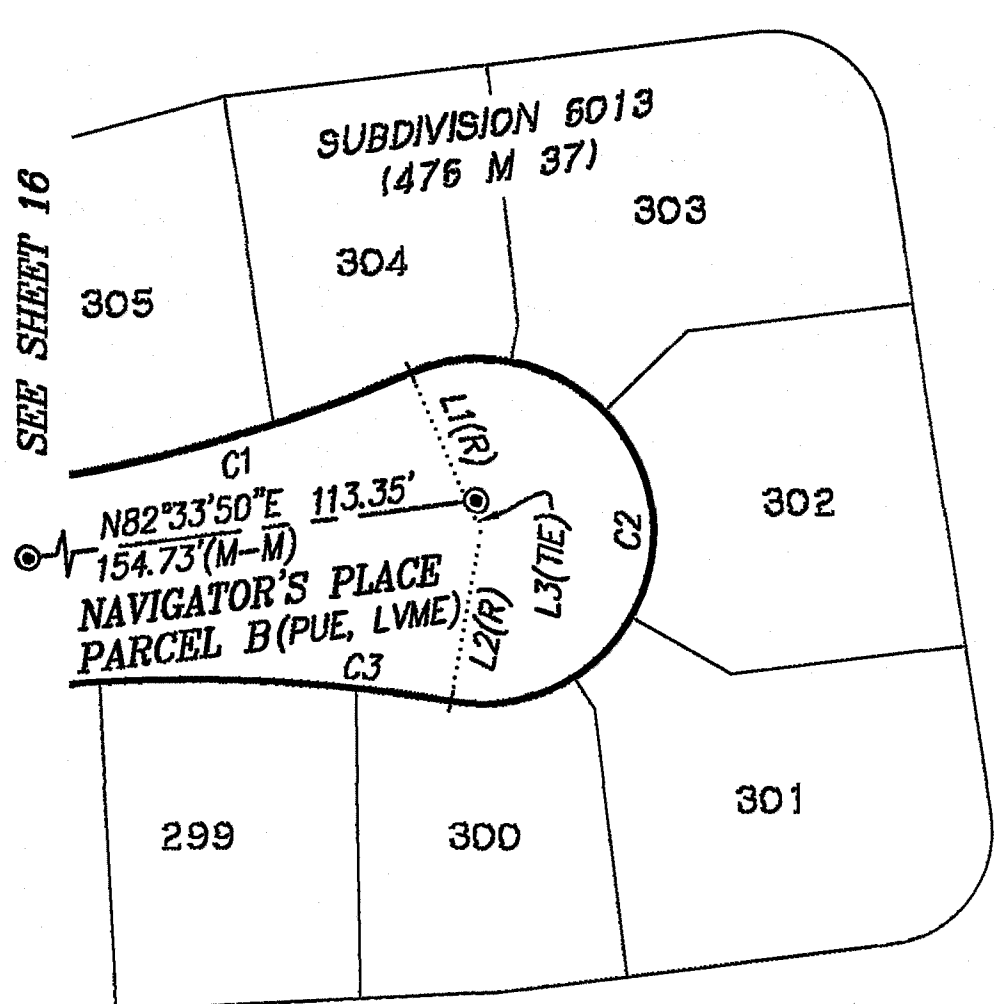 SUBDIVISION 6013
(476 M 37)
SEE SHEET 16
303
304
305
L1(R)
C1
302
C2
N82°33'50"E 113.35'
154.73'(M-M)
L3(TIE)
NAVIGATOR'S PLACE
PARCEL B(PUE, LVME)
L2(R)
C3
301
299
300